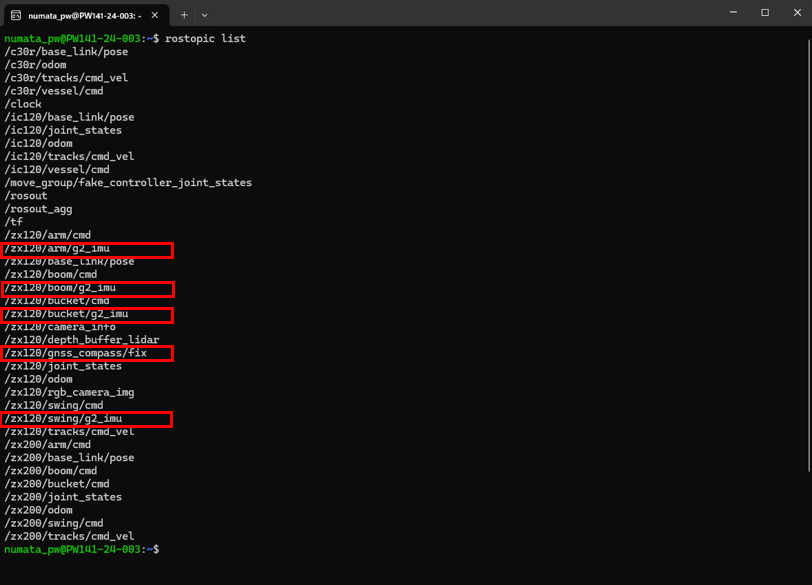 numata_pw@PW141-24-003: ~
numata_pw@PW141-24-003:~$ rostopic list
/c30r/base_link/pose
/c30r/odom
/c30r/tracks/cmd_vel
/c30r/vessel/cmd
/clock
/ic120/base_link/pose
/ic120/joint_states
/ic120/odom
/ic120/tracks/cmd_vel
/ic120/vessel/cmd
/move_group/fake_controller_joint_states
/rosout
/rosout_agg
/tf
/zx120/arm/cmd
/zx120/arm/g2_imu
/zx120/base_link/pose
/zx120/boom/cmd
/zx120/boom/g2_imu
/zx120/bucket/cmd
/zx120/bucket/g2_imu
/zx120/camera_info
/zx120/depth_buffer_lidar
/zx120/gnss_compass/fix
/zx120/joint_states
/zx120/odom
/zx120/rgb_camera_img
/zx120/swing/cmd
/zx120/swing/g2_imu
/zx120/tracks/cmd_vel
/zx200/arm/cmd
/zx200/base_link/pose
/zx200/boom/cmd
/zx200/bucket/cmd
/zx200/joint_states
/zx200/odom
/zx200/swing/cmd
/zx200/tracks/cmd_vel
numata_pw@PW141-24-003:~$